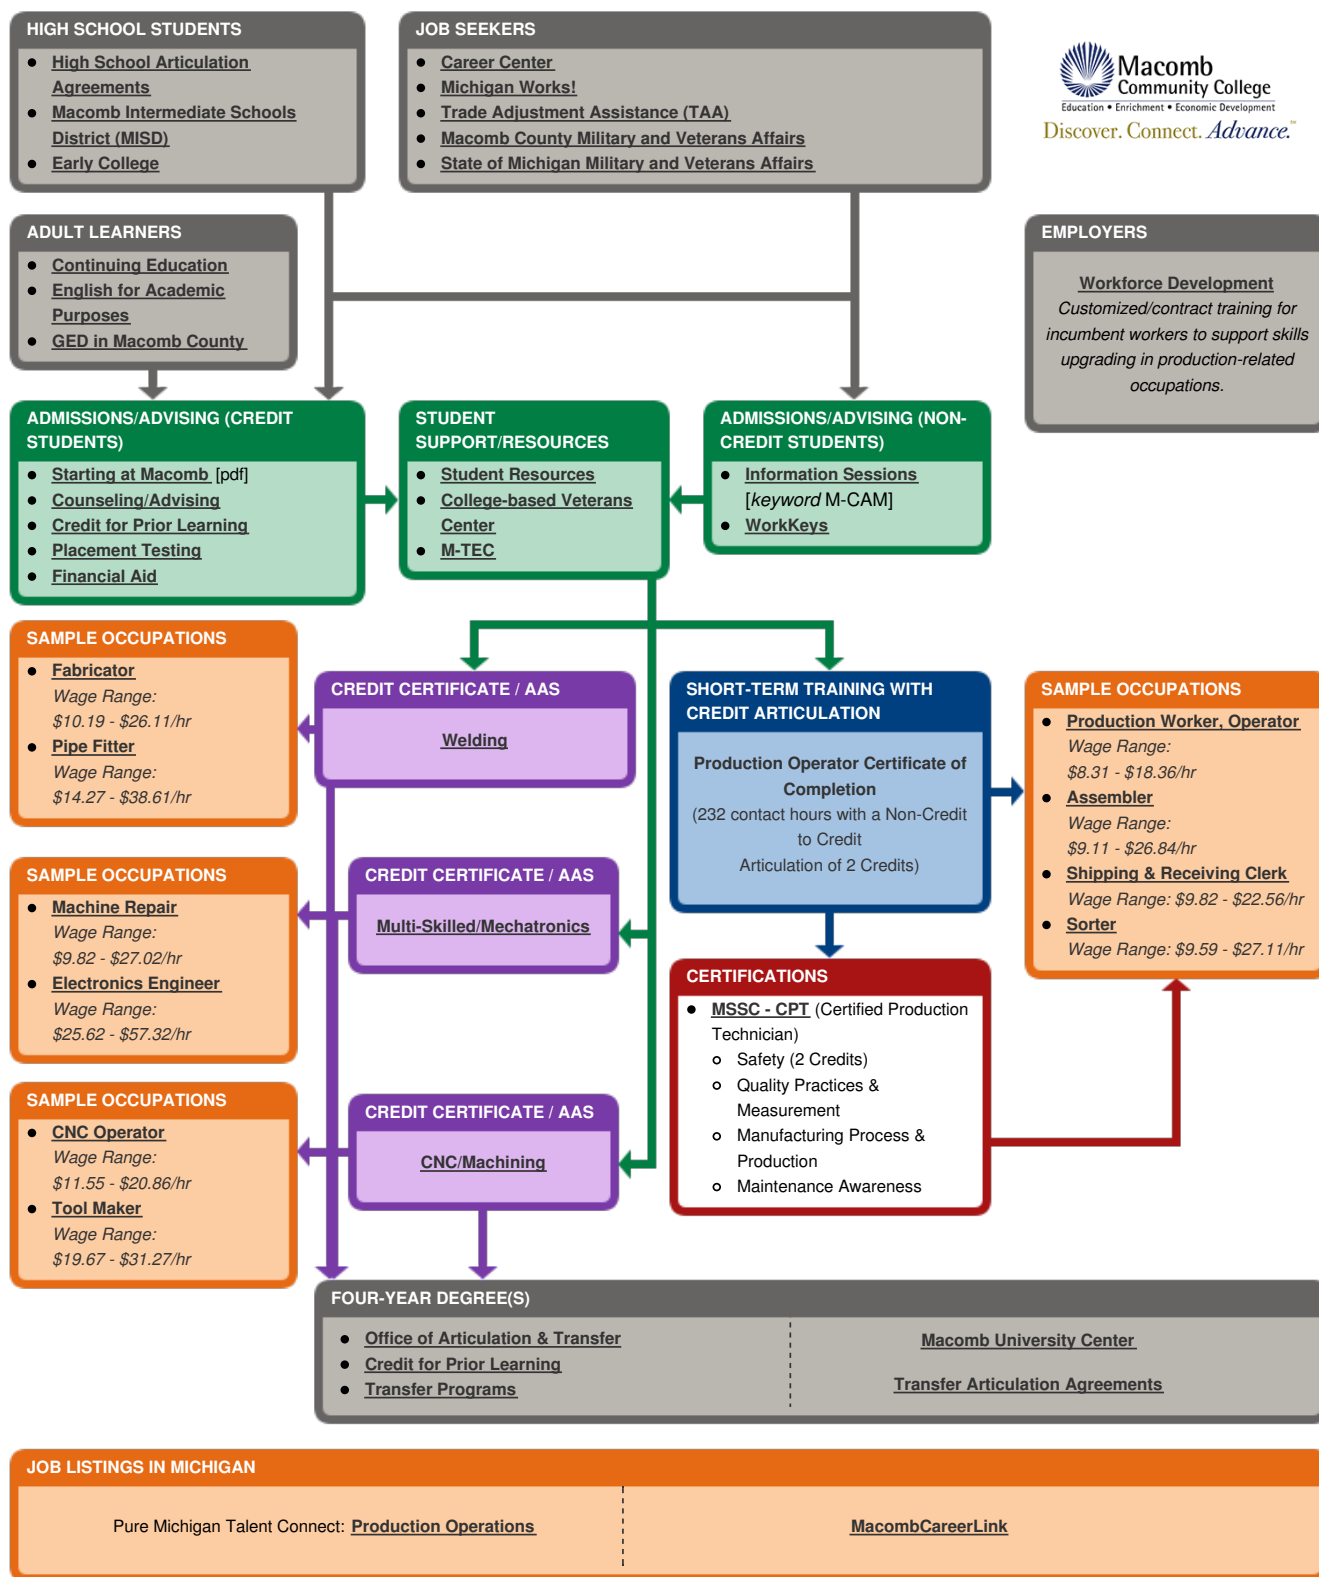 HIGH SCHOOL STUDENTS
● High School Articulation
Agreements
● Macomb Intermediate Schools
District (MISD)
● Early College
JOB SEEKERS
● Career Center
● Michigan Works!
● Trade Adjustment Assistance (TAA)
● Macomb County Military and Veterans Affairs
● State of Michigan Military and Veterans Affairs
Macomb
Community College
Education • Enrichment • Economic Development
Discover. Connect. Advance.™
ADULT LEARNERS
● Continuing Education
● English for Academic
Purposes
● GED in Macomb County
EMPLOYERS
Workforce Development
Customized/contract training for
incumbent workers to support skills
upgrading in production-related
occupations.
ADMISSIONS/ADVISING (CREDIT
STUDENTS)
● Starting at Macomb [pdf]
● Counseling/Advising
● Credit for Prior Learning
● Placement Testing
● Financial Aid
STUDENT
SUPPORT/RESOURCES
● Student Resources
● College-based Veterans
Center
● M-TEC
ADMISSIONS/ADVISING (NON-
CREDIT STUDENTS)
● Information Sessions
[keyword M-CAM]
● WorkKeys
SAMPLE OCCUPATIONS
● Fabricator
Wage Range:
$10.19 - $26.11/hr
● Pipe Fitter
Wage Range:
$14.27 - $38.61/hr
CREDIT CERTIFICATE / AAS
Welding
SHORT-TERM TRAINING WITH
CREDIT ARTICULATION
Production Operator Certificate of
Completion
(232 contact hours with a Non-Credit
to Credit
Articulation of 2 Credits)
SAMPLE OCCUPATIONS
● Production Worker, Operator
Wage Range:
$8.31 - $18.36/hr
● Assembler
Wage Range:
$9.11 - $26.84/hr
● Shipping & Receiving Clerk
Wage Range: $9.82 - $22.56/hr
● Sorter
Wage Range: $9.59 - $27.11/hr
SAMPLE OCCUPATIONS
● Machine Repair
Wage Range:
$9.82 - $27.02/hr
● Electronics Engineer
Wage Range:
$25.62 - $57.32/hr
CREDIT CERTIFICATE / AAS
Multi-Skilled/Mechatronics
CERTIFICATIONS
● MSSC - CPT (Certified Production
Technician)
○ Safety (2 Credits)
○ Quality Practices &
Measurement
○ Manufacturing Process &
Production
○ Maintenance Awareness
SAMPLE OCCUPATIONS
● CNC Operator
Wage Range:
$11.55 - $20.86/hr
● Tool Maker
Wage Range:
$19.67 - $31.27/hr
CREDIT CERTIFICATE / AAS
CNC/Machining
FOUR-YEAR DEGREE(S)
● Office of Articulation & Transfer
● Credit for Prior Learning
● Transfer Programs
Macomb University Center
Transfer Articulation Agreements
JOB LISTINGS IN MICHIGAN
Pure Michigan Talent Connect: Production Operations
MacombCareerLink